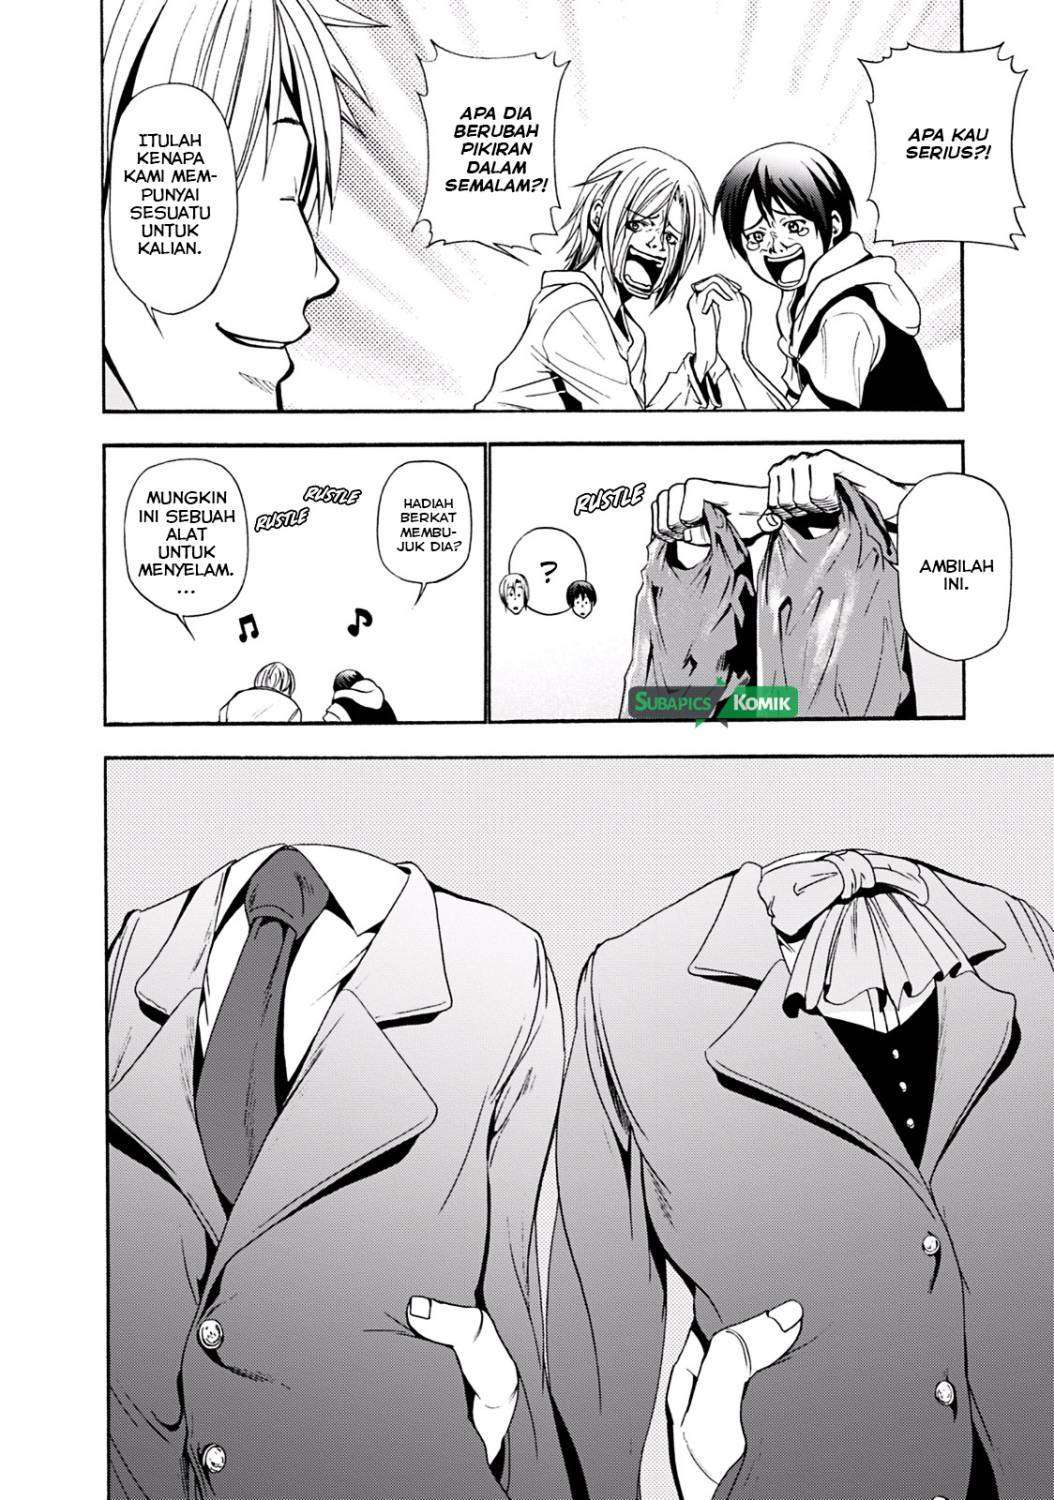 APA KAU
SERIUS?!
APA DIA
BERUBAH
PIKIRAN
DALAM
SEMALAM?!
ITULAH
KENAPA
KAMI MEM-
PUNYAI
SESUATU
UNTUK
KALIAN.
AMBILAH
INI.
RUSTLE
?
SUBAPICS KOMIK
HADIAH
BERKAT
MEMBU-
JUK DIA?
RUSTLE
RUSTLE
MUNGKIN
INI SEBUAH
ALAT
UNTUK
MENYELAM.
...